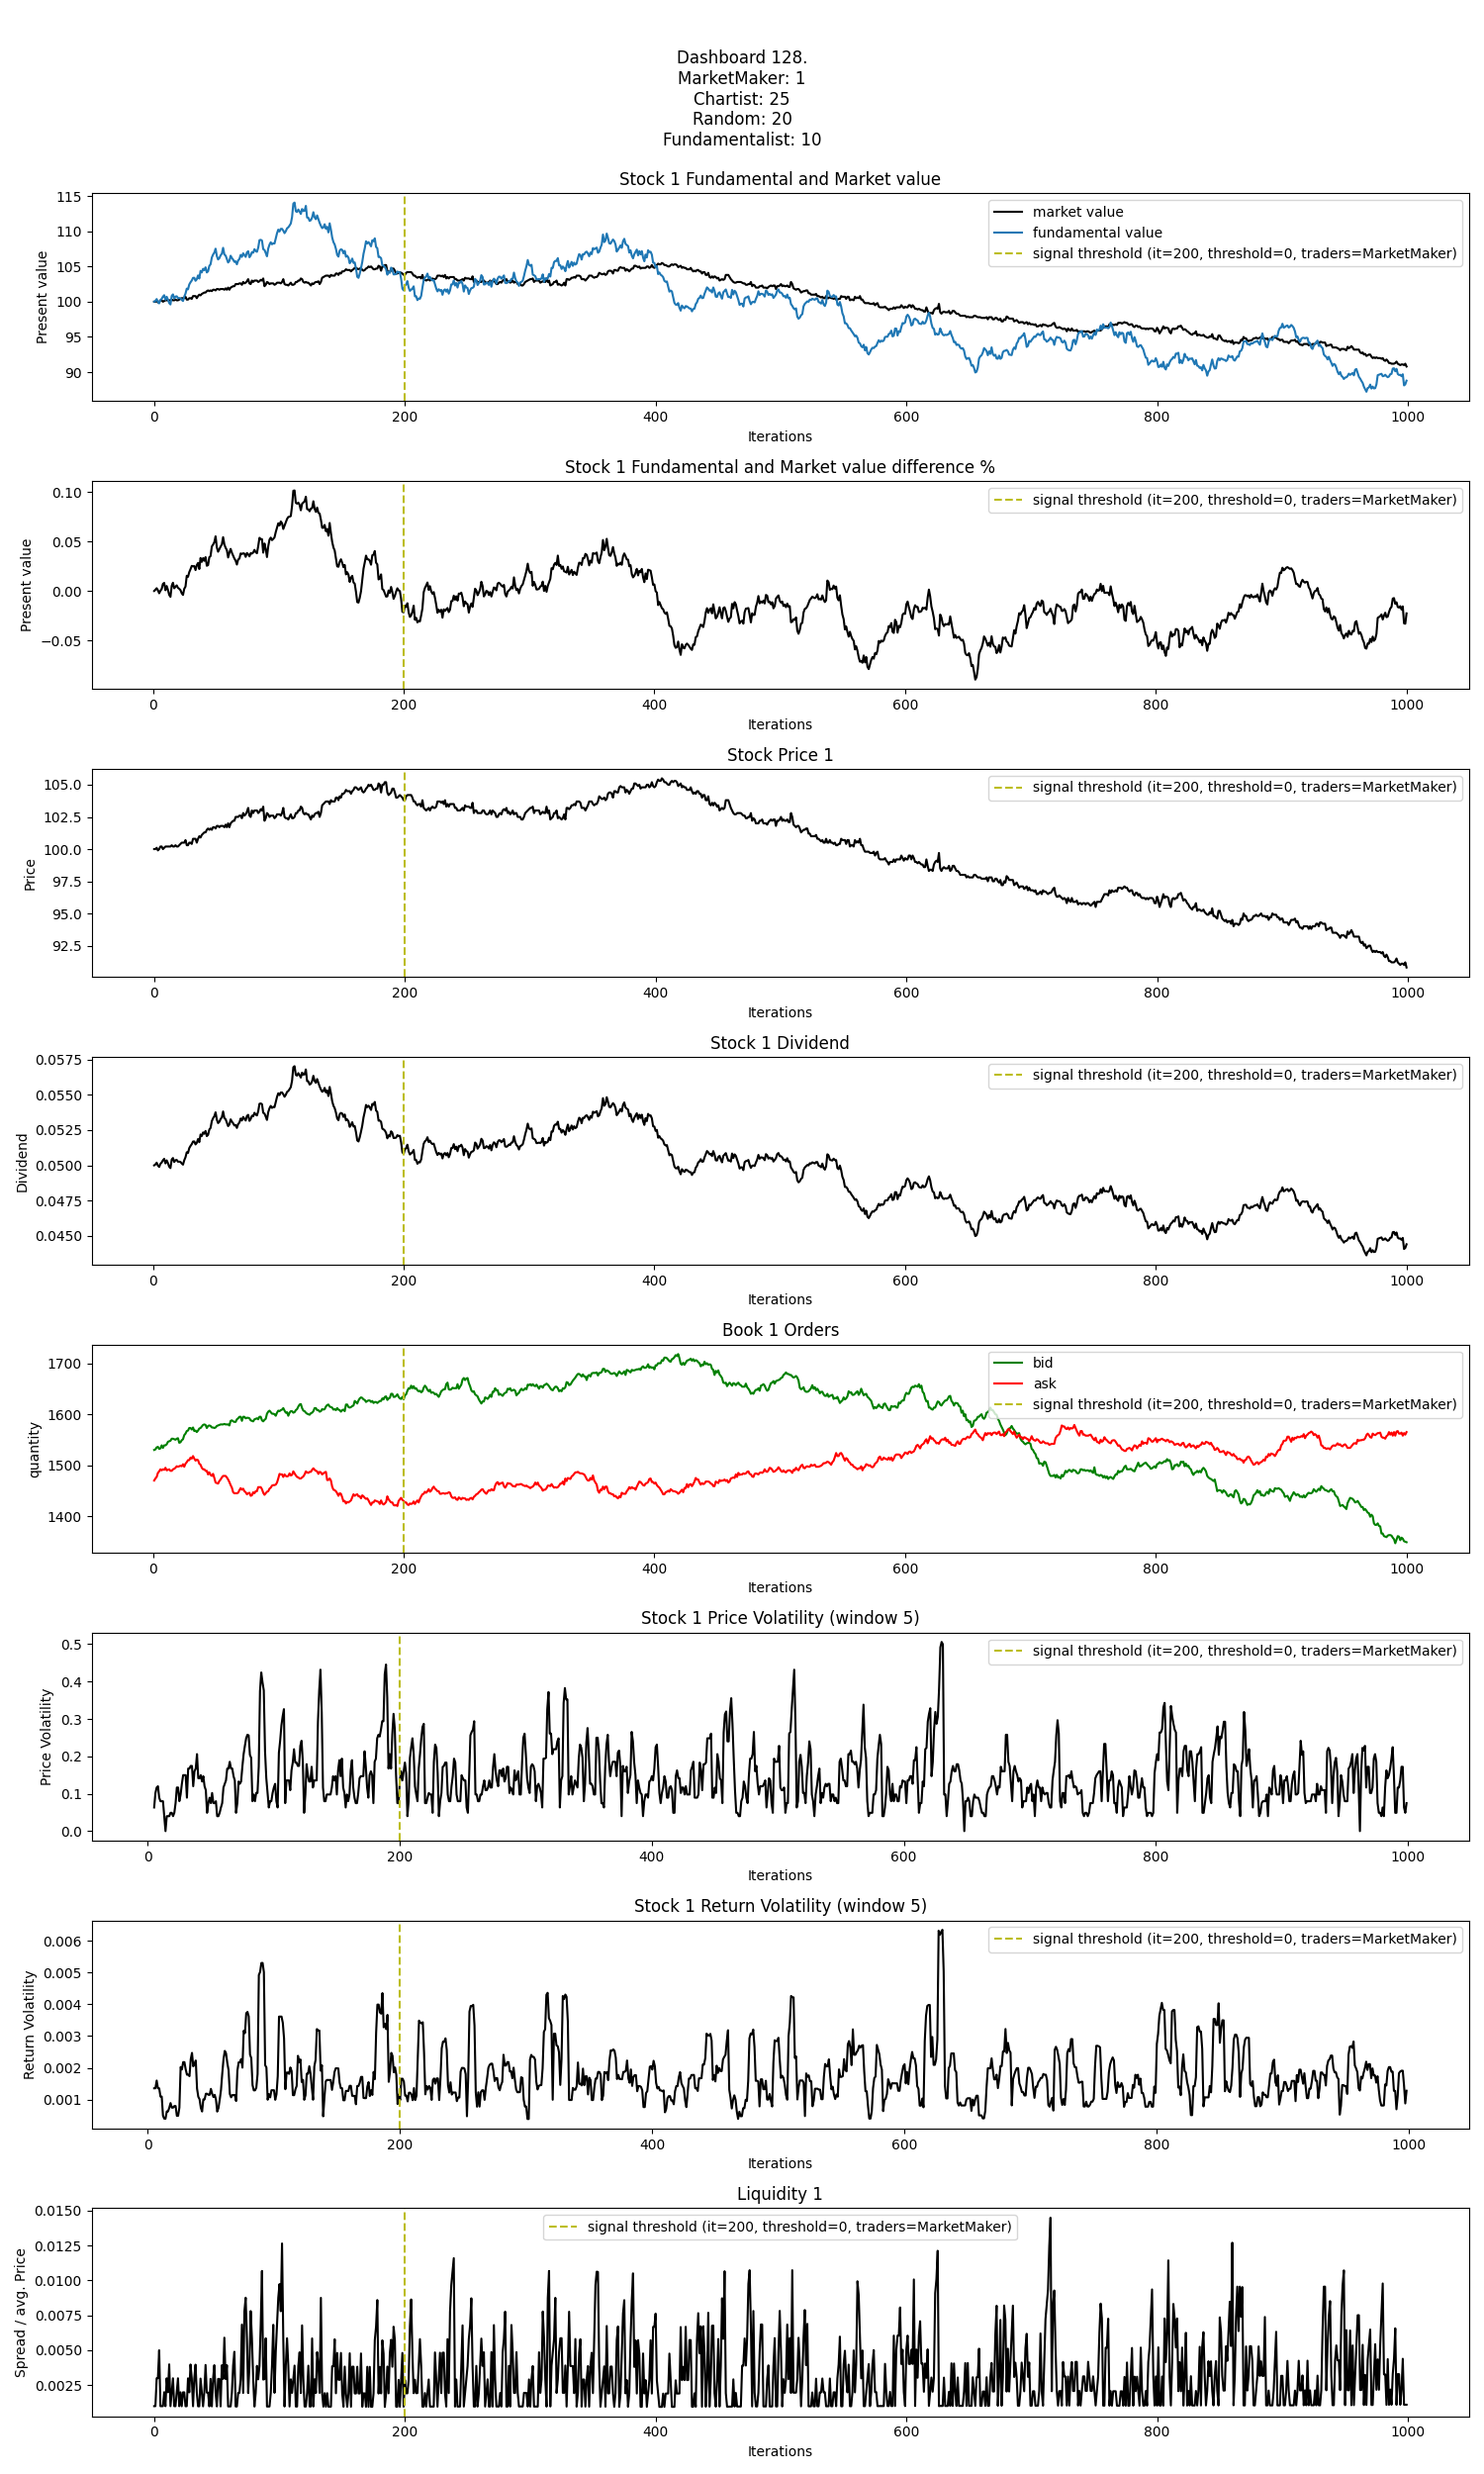 Dashboard 128.
MarketMaker: 1
Chartist: 25
Random: 20
Fundamentalist: 10
Stock 1 Fundamental and Market value
115
110
105
100
95
90
Present value
market value
fundamental value
signal threshold (it=200, threshold=0, traders=MarketMaker)
0 200 400 600 800 1000
Iterations
Stock 1 Fundamental and Market value difference %
0.10
0.05
0.00
−0.05
Present value
signal threshold (it=200, threshold=0, traders=MarketMaker)
0 200 400 600 800 1000
Iterations
Stock Price 1
105.0
102.5
100.0
97.5
95.0
92.5
Price
signal threshold (it=200, threshold=0, traders=MarketMaker)
0 200 400 600 800 1000
Iterations
Stock 1 Dividend
0.0575
0.0550
0.0525
0.0500
0.0475
0.0450
Dividend
signal threshold (it=200, threshold=0, traders=MarketMaker)
0 200 400 600 800 1000
Iterations
Book 1 Orders
1700
1600
1500
1400
quantity
bid
ask
signal threshold (it=200, threshold=0, traders=MarketMaker)
0 200 400 600 800 1000
Iterations
Stock 1 Price Volatility (window 5)
0.5
0.4
0.3
0.2
0.1
0.0
Price Volatility
signal threshold (it=200, threshold=0, traders=MarketMaker)
0 200 400 600 800 1000
Iterations
Stock 1 Return Volatility (window 5)
0.006
0.005
0.004
0.003
0.002
0.001
Return Volatility
signal threshold (it=200, threshold=0, traders=MarketMaker)
0 200 400 600 800 1000
Iterations
Liquidity 1
0.0150
0.0125
0.0100
0.0075
0.0050
0.0025
Spread / avg. Price
signal threshold (it=200, threshold=0, traders=MarketMaker)
0 200 400 600 800 1000
Iterations